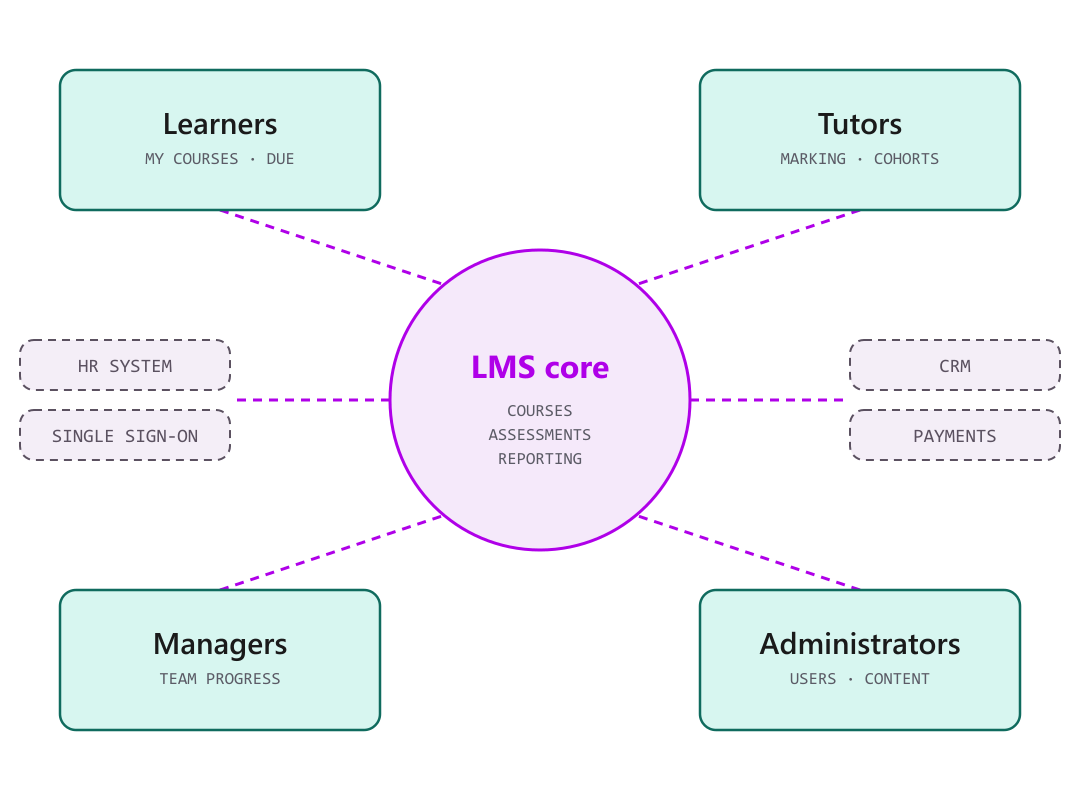 Learners
MY COURSES · DUE
Tutors
MARKING · COHORTS
HR SYSTEM
SINGLE SIGN-ON
LMS core
COURSES
ASSESSMENTS
REPORTING
CRM
PAYMENTS
Managers
TEAM PROGRESS
Administrators
USERS · CONTENT